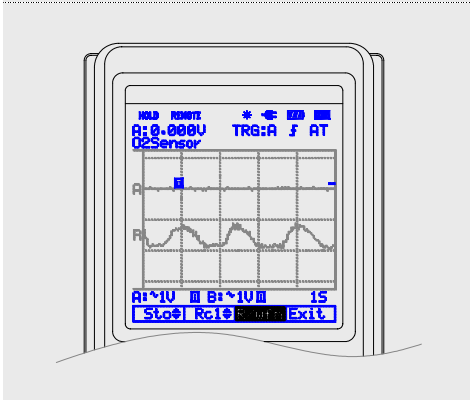 HOLD REMOTE
A:0.000V TRG:A AT
O2Sensor
A
R
A:~1V B:~1V 1S
Sto Rcl Exit